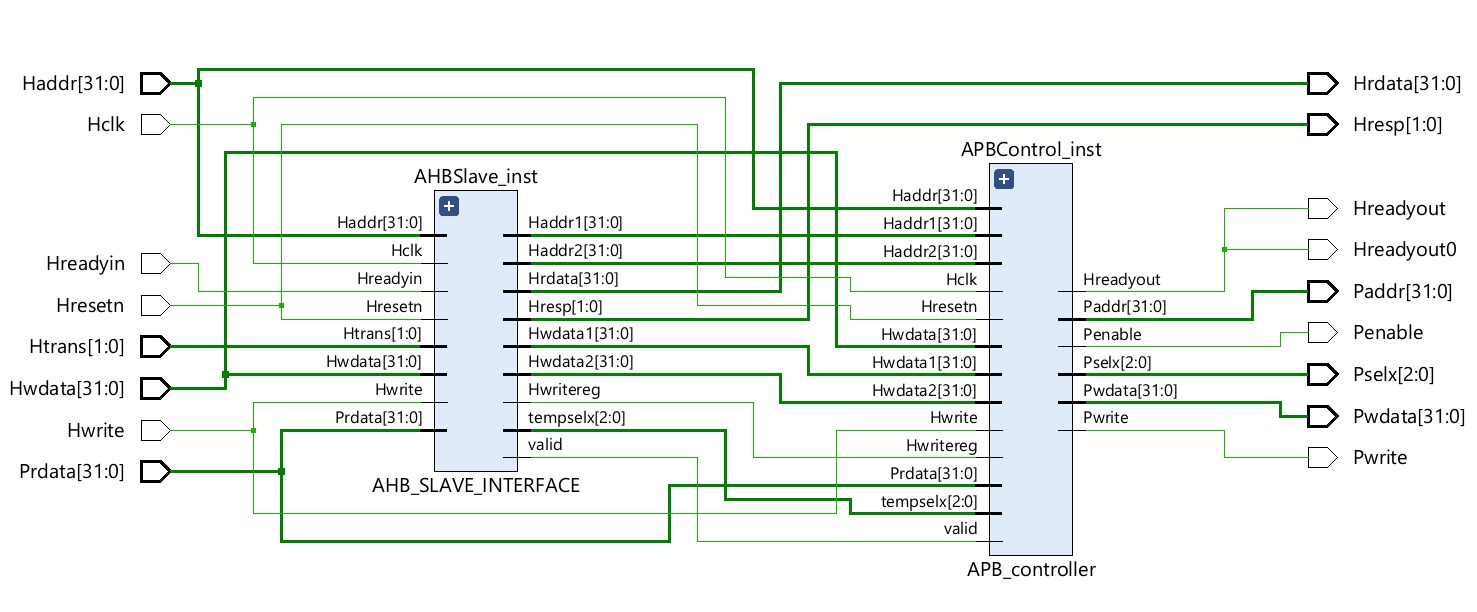 Haddr[31:0]
Hclk
Hreadyin
Hresetn
Htrans[1:0]
Hwdata[31:0]
Hwrite
Prdata[31:0]
AHBSlave_inst
Haddr[31:0]
Hclk
Hreadyin
Hresetn
Htrans[1:0]
Hwdata[31:0]
Hwrite
Prdata[31:0]
Haddr1[31:0]
Haddr2[31:0]
Hrdata[31:0]
Hresp[1:0]
Hwdata1[31:0]
Hwdata2[31:0]
Hwritereg
tempselx[2:0]
valid
AHB_SLAVE_INTERFACE
APBControl_inst
Haddr[31:0]
Haddr1[31:0]
Haddr2[31:0]
Hclk
Hresetn
Hwdata[31:0]
Hwdata1[31:0]
Hwdata2[31:0]
Hwrite
Hwritereg
Prdata[31:0]
tempselx[2:0]
valid
Hreadyout
Paddr[31:0]
Penable
Pselx[2:0]
Pwdata[31:0]
Pwrite
APB_controller
Hrdata[31:0]
Hresp[1:0]
Hreadyout
Hreadyout0
Paddr[31:0]
Penable
Pselx[2:0]
Pwdata[31:0]
Pwrite